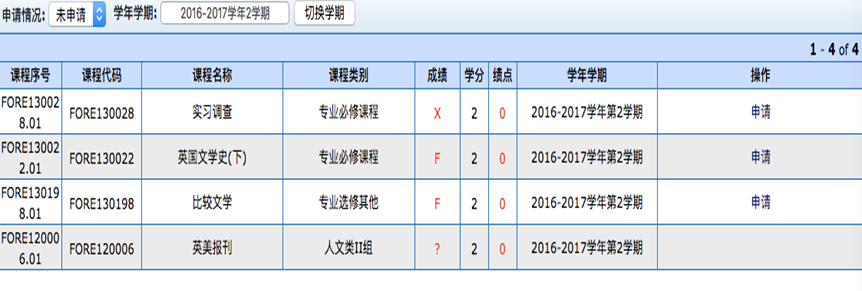 申请情况: 未申请 学年学期: 2016-2017学年2学期 切换学期
1 - 4 of 4
课程序号 课程代码 课程名称 课程类别 成绩 学分 绩点 学年学期 操作
FORE130028.01 FORE130028 实习调查 专业必修课程 X 2 0 2016-2017学年第2学期 申请
FORE130022.01 FORE130022 英国文学史(下) 专业必修课程 F 2 0 2016-2017学年第2学期 申请
FORE130198.01 FORE130198 比较文学 专业选修其他 F 2 0 2016-2017学年第2学期 申请
FORE120006.01 FORE120006 英美报刊 人文类II组 ? 2 0 2016-2017学年第2学期